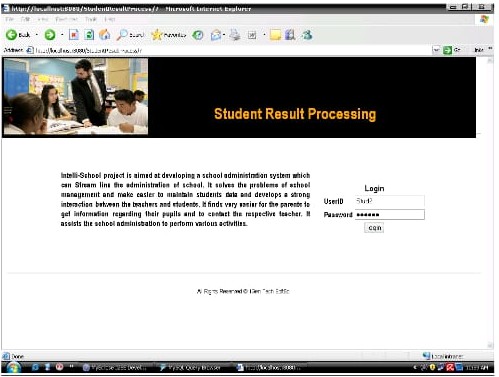 http://localhost:8080/StudentResultProcess/ - Microsoft Internet Explorer
File Edit View Favorites Tools Help
Back Search Favorites
Address http://localhost:8080/StudentResultProcess/ Go Links
Student Result Processing
Intelli-School project is aimed at developing a school administration system which
can Stream line the administration of school. It solves the problems of school
management and make easier to maintain students data and develops a strong
interaction between the teachers and students. It finds very easier for the parents to
get information regarding their pupils and to contact the respective teacher. It
assists the school administration to perform various activities.
Login
UserID
Password ●●●●●●
login
All Rights Reserved ©
Done Local intranet
MySQL Query Browser http://localhost:8080...